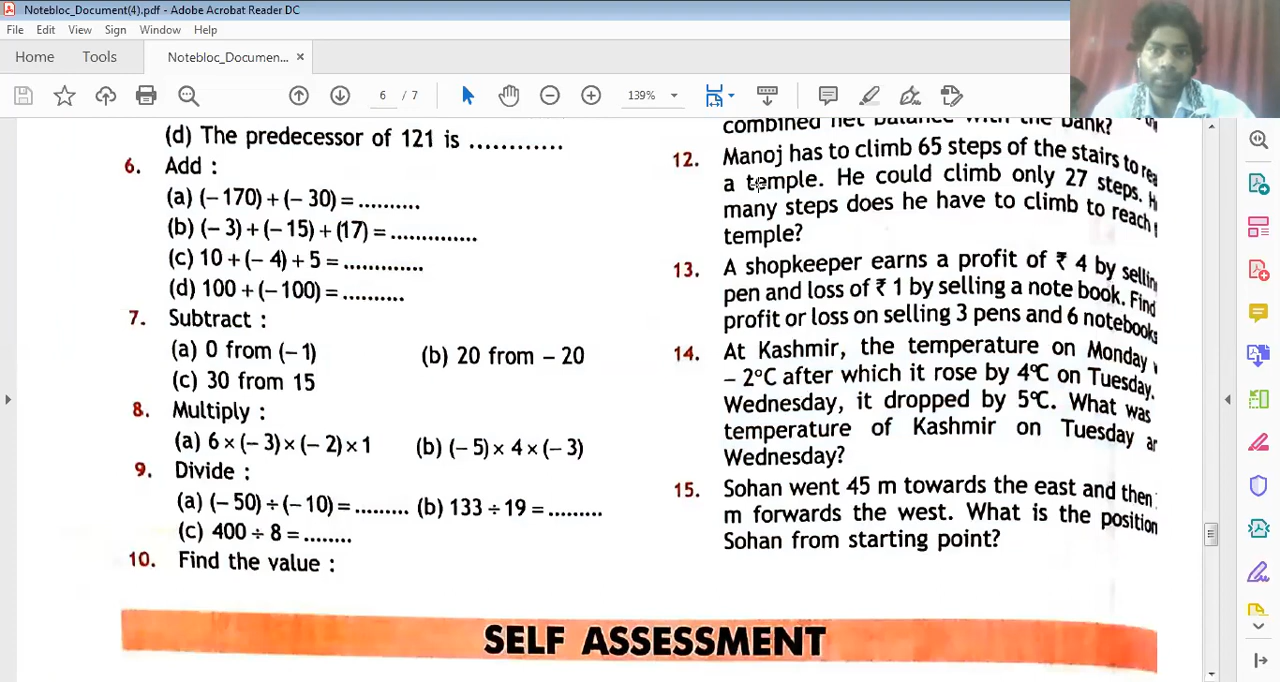 Notebloc_Document(4).pdf - Adobe Acrobat Reader DC
File Edit View Sign Window Help
Home Tools Notebloc_Documen... ×
6 / 7 139%
(d) The predecessor of 121 is ............
6. Add :
(a) (– 170) + (– 30) = ..........
(b) (– 3) + (– 15) + (17) = ..............
(c) 10 + (– 4) + 5 = .............
(d) 100 + (– 100) = ..........
7. Subtract :
(a) 0 from (– 1) (b) 20 from – 20
(c) 30 from 15
8. Multiply :
(a) 6 × (– 3) × (– 2) × 1 (b) (– 5) × 4 × (– 3)
9. Divide :
(a) (– 50) ÷ (– 10) = ......... (b) 133 ÷ 19 = .........
(c) 400 ÷ 8 = ........
10. Find the value :
combined net balance with the bank?
12. Manoj has to climb 65 steps of the stairs to
a temple. He could climb only 27 steps.
many steps does he have to climb to reach
temple?
13. A shopkeeper earns a profit of ₹ 4 by
pen and loss of ₹ 1 by selling a note book. Find
profit or loss on selling 3 pens and 6 notebooks
14. At Kashmir, the temperature on Monday
– 2°C after which it rose by 4°C on Tuesday.
Wednesday, it dropped by 5°C. What was
temperature of Kashmir on Tuesday
Wednesday?
15. Sohan went 45 m towards the east and then
m forwards the west. What is the position
Sohan from starting point?
SELF ASSESSMENT